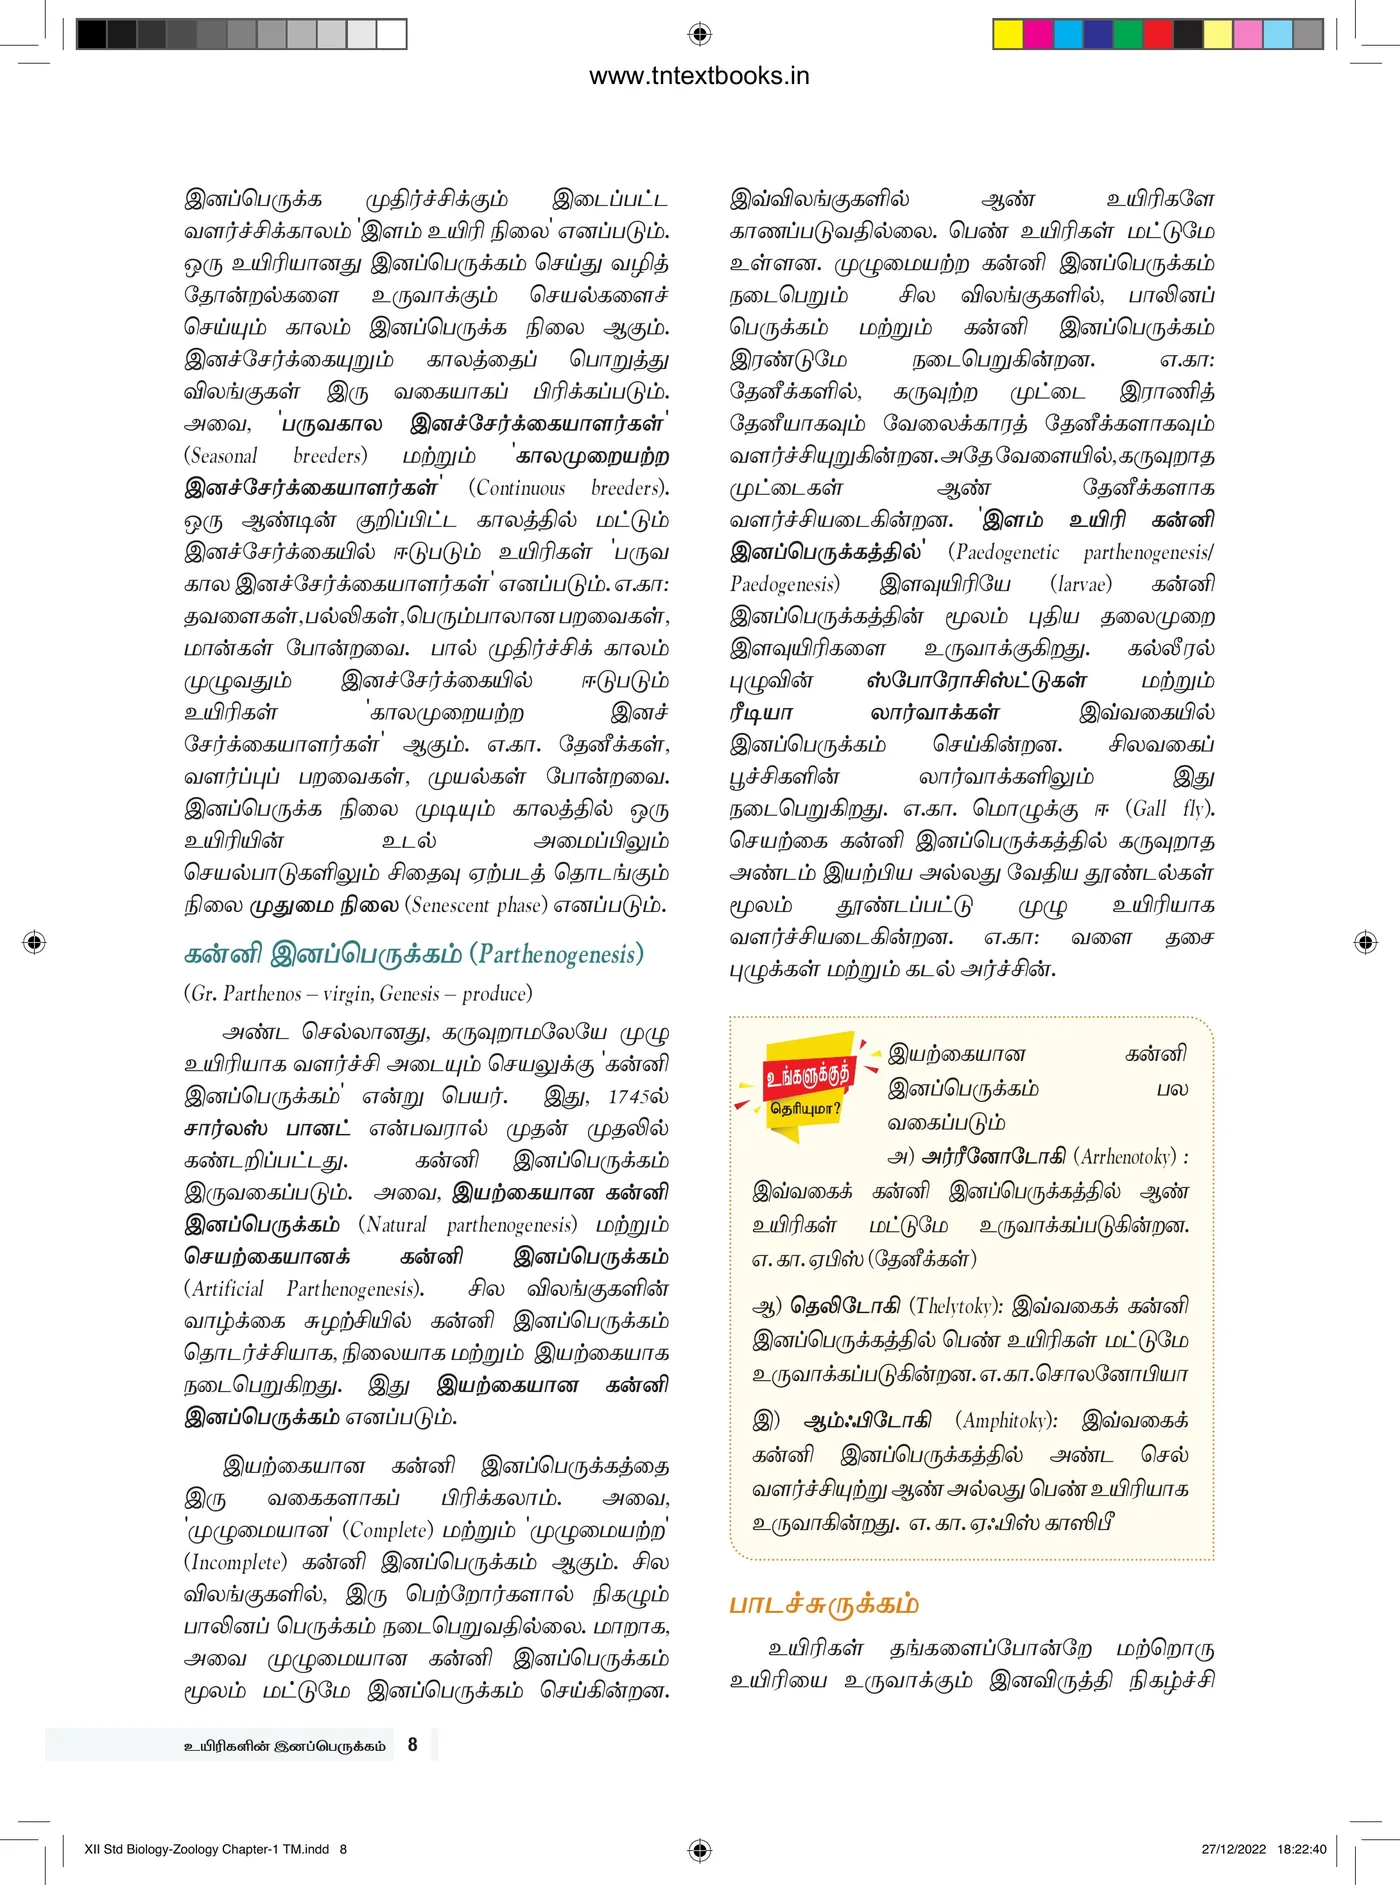 www.tntextbooks.in
இனப்பெருக்க முதிர்ச்சிக்கும் இடைப்பட்ட
வளர்ச்சிக்காலம் 'இளம் உயிரி நிலை' எனப்படும்.
ஒரு உயிரியானது இனப்பெருக்கம் செய்து வழித்
தோன்றல்களை உருவாக்கும் செயல்களைச்
செய்யும் காலம் இனப்பெருக்க நிலை ஆகும்.
இனச்சேர்க்கையுறும் காலத்தைப் பொறுத்து
விலங்குகள் இரு வகையாகப் பிரிக்கப்படும்.
அவை, 'பருவகால இனச்சேர்க்கையாளர்கள்'
(Seasonal breeders) மற்றும் 'காலமுறையற்ற
இனச்சேர்க்கையாளர்கள்' (Continuous breeders).
ஒரு ஆண்டின் குறிப்பிட்ட காலத்தில் மட்டும்
இனச்சேர்க்கையில் ஈடுபடும் உயிரிகள் 'பருவ
கால இனச்சேர்க்கையாளர்கள்' எனப்படும். எ.கா:
தவளைகள் ,பல்லிகள் ,பெரும்பாலான பறவைகள் ,
மான்கள் போன்றவை. பால் முதிர்ச்சிக் காலம்
முழுவதும் இனச்சேர்க்கையில் ஈடுபடும்
உயிரிகள் 'காலமுறையற்ற இனச்
சேர்க்கையாளர்கள்' ஆகும். எ.கா. தேனீக்கள்,
வளர்ப்புப் பறவைகள், முயல்கள் போன்றவை.
இனப்பெருக்க நிலை முடியும் காலத்தில் ஒரு
உயிரியின் உடல் அமைப்பிலும்
செயல்பாடுகளிலும் சிதைவு ஏற்படத் தொடங்கும்
நிலை முதுமை நிலை (Senescent phase) எனப்படும்.
கன்னி இனப்பெருக்கம் (Parthenogenesis)
(Gr. Parthenos – virgin, Genesis – produce)
அண்ட செல்லானது, கருவுறாமலேயே முழு
உயிரியாக வளர்ச்சி அடையும் செயலுக்கு 'கன்னி
இனப்பெருக்கம்' என்று பெயர். இது, 1745ல்
சார்லஸ் பானட் என்பவரால் முதன் முதலில்
கண்டறிப்பட்டது. கன்னி இனப்பெருக்கம்
இருவகைப்படும். அவை, இயற்கையான கன்னி
இனப்பெருக்கம் (Natural parthenogenesis) மற்றும்
செயற்கையானக் கன்னி இனப்பெருக்கம்
(Artificial Parthenogenesis). சில விலங்குகளின்
வாழ்க்கை சுழற்சியில் கன்னி இனப்பெருக்கம்
தொடர்ச்சியாக, நிலையாக மற்றும் இயற்கையாக
நடைபெறுகிறது. இது இயற்கையான கன்னி
இனப்பெருக்கம் எனப்படும்.
இயற்கையான கன்னி இனப்பெருக்கத்தை
இரு வகைகளாகப் பிரிக்கலாம். அவை,
'முழுமையான' (Complete) மற்றும் 'முழுமையற்ற'
(Incomplete) கன்னி இனப்பெருக்கம் ஆகும். சில
விலங்குகளில், இரு பெற்றோர்களால் நிகழும்
பாலினப் பெருக்கம் நடைபெறுவதில்லை. மாறாக,
அவை முழுமையான கன்னி இனப்பெருக்கம்
மூலம் மட்டுமே இனப்பெருக்கம் செய்கின்றன.
இவ்விலங்குகளில் ஆண் உயிரிகளே
காணப்படுவதில்லை. பெண் உயிரிகள் மட்டுமே
உள்ளன. முழுமையற்ற கன்னி இனப்பெருக்கம்
நடைபெறும் சில விலங்குகளில், பாலினப்
பெருக்கம் மற்றும் கன்னி இனப்பெருக்கம்
இரண்டுமே நடைபெறுகின்றன. எ.கா:
தேனீக்களில், கருவுற்ற முட்டை இராணித்
தேனீயாகவும் வேலைக்காரத் தேனீக்களாகவும்
வளர்ச்சியுறுகின்றன.அதே வேளையில்,கருவுறாத
முட்டைகள் ஆண் தேனீக்களாக
வளர்ச்சியடைகின்றன. 'இளம் உயிரி கன்னி
இனப்பெருக்கத்தில்' (Paedogenetic parthenogenesis/
Paedogenesis) இளவுயிரியே (larvae) கன்னி
இனப்பெருக்கத்தின் மூலம் புதிய தலைமுறை
இளவுயிரிகளை உருவாக்குகிறது. கல்லீரல்
புழுவின் ஸ்போரோசிஸ்ட்டுகள் மற்றும்
ரீடியா லார்வாக்கள் இவ்வகையில்
இனப்பெருக்கம் செய்கின்றன. சிலவகைப்
பூச்சிகளின் லார்வாக்களிலும் இது
நடைபெறுகிறது. எ.கா. மொழுக்கு ஈ (Gall fly).
செயற்கை கன்னி இனப்பெருக்கத்தில் கருவுறாத
அண்டம் இயற்பிய அல்லது வேதிய தூண்டல்கள்
மூலம் தூண்டப்பட்டு முழு உயிரியாக
வளர்ச்சியடைகின்றன. எ.கா: வளை தசை
புழுக்கள் மற்றும் கடல் அர்ச்சின்.
உங்களுக்குத்
தெரியுமா?
இயற்கையான கன்னி
இனப்பெருக்கம் பல
வகைப்படும்
அ) அர்ரீனோடோகி (Arrhenotoky) :
இவ்வகைக் கன்னி இனப்பெருக்கத்தில் ஆண்
உயிரிகள் மட்டுமே உருவாக்கப்படுகின்றன.
எ. கா. ஏபிஸ் (தேனீக்கள்)
ஆ) தெலிடோகி (Thelytoky): இவ்வகைக் கன்னி
இனப்பெருக்கத்தில் பெண் உயிரிகள் மட்டுமே
உருவாக்கப்படுகின்றன. எ.கா.சொலனோபியா
இ) ஆம்ஃபிடோகி (Amphitoky): இவ்வகைக்
கன்னி இனப்பெருக்கத்தில் அண்ட செல்
வளர்ச்சியுற்று ஆண் அல்லது பெண் உயிரியாக
உருவாகின்றது. எ. கா. ஏஃபிஸ் காஸிபீ
பாடச்சுருக்கம்
உயிரிகள் தங்களைப்போன்றே மற்றொரு
உயிரியை உருவாக்கும் இனவிருத்தி நிகழ்ச்சி
உயிரிகளின் இனப்பெருக்கம் 8
XII Std Biology-Zoology Chapter-1 TM.indd 8
27/12/2022 18:22:40